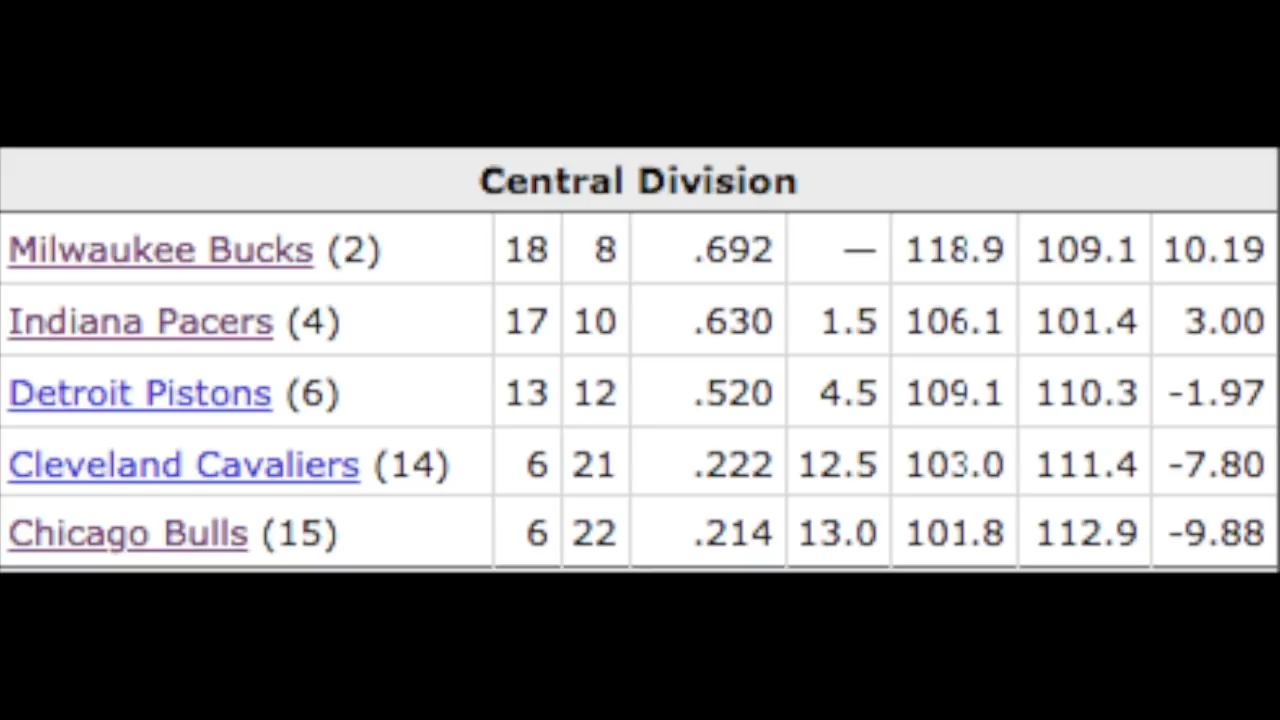 Central Division
Milwaukee Bucks (2) 18 8 .692 — 118.9 109.1 10.19
Indiana Pacers (4) 17 10 .630 1.5 106.1 101.4 3.00
Detroit Pistons (6) 13 12 .520 4.5 109.1 110.3 -1.97
Cleveland Cavaliers (14) 6 21 .222 12.5 103.0 111.4 -7.80
Chicago Bulls (15) 6 22 .214 13.0 101.8 112.9 -9.88